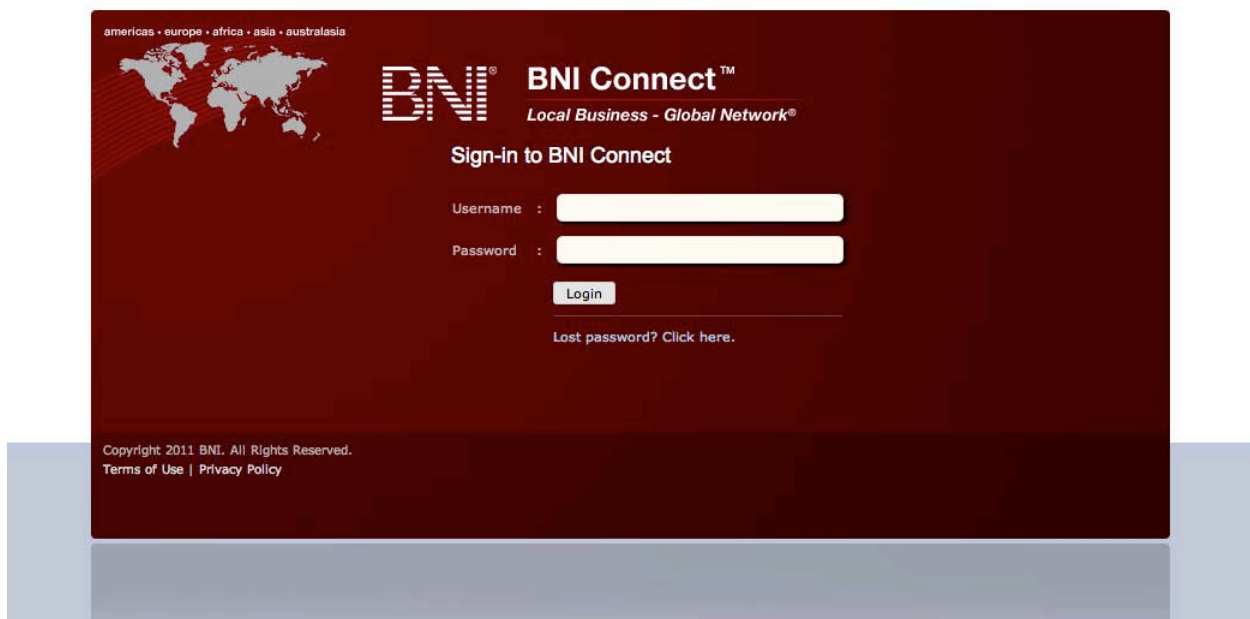 americas • europe • africa • asia • australasia
BNI® BNI Connect™
Local Business - Global Network®
Sign-in to BNI Connect
Username :
Password :
Login
Lost password? Click here.
Copyright 2011 BNI. All Rights Reserved.
Terms of Use | Privacy Policy